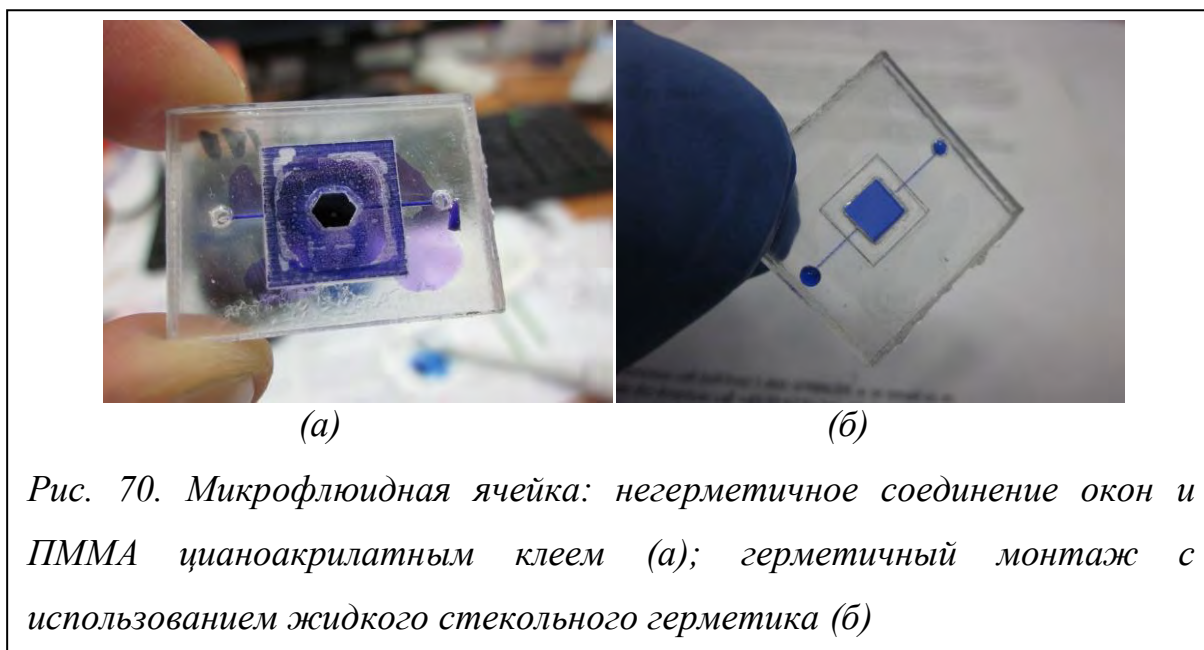 (а) (б)
Рис. 70. Микрофлюидная ячейка: негерметичное соединение окон и
ПММА цианоакрилатным клеем (а); герметичный монтаж с
использованием жидкого стекольного герметика (б)